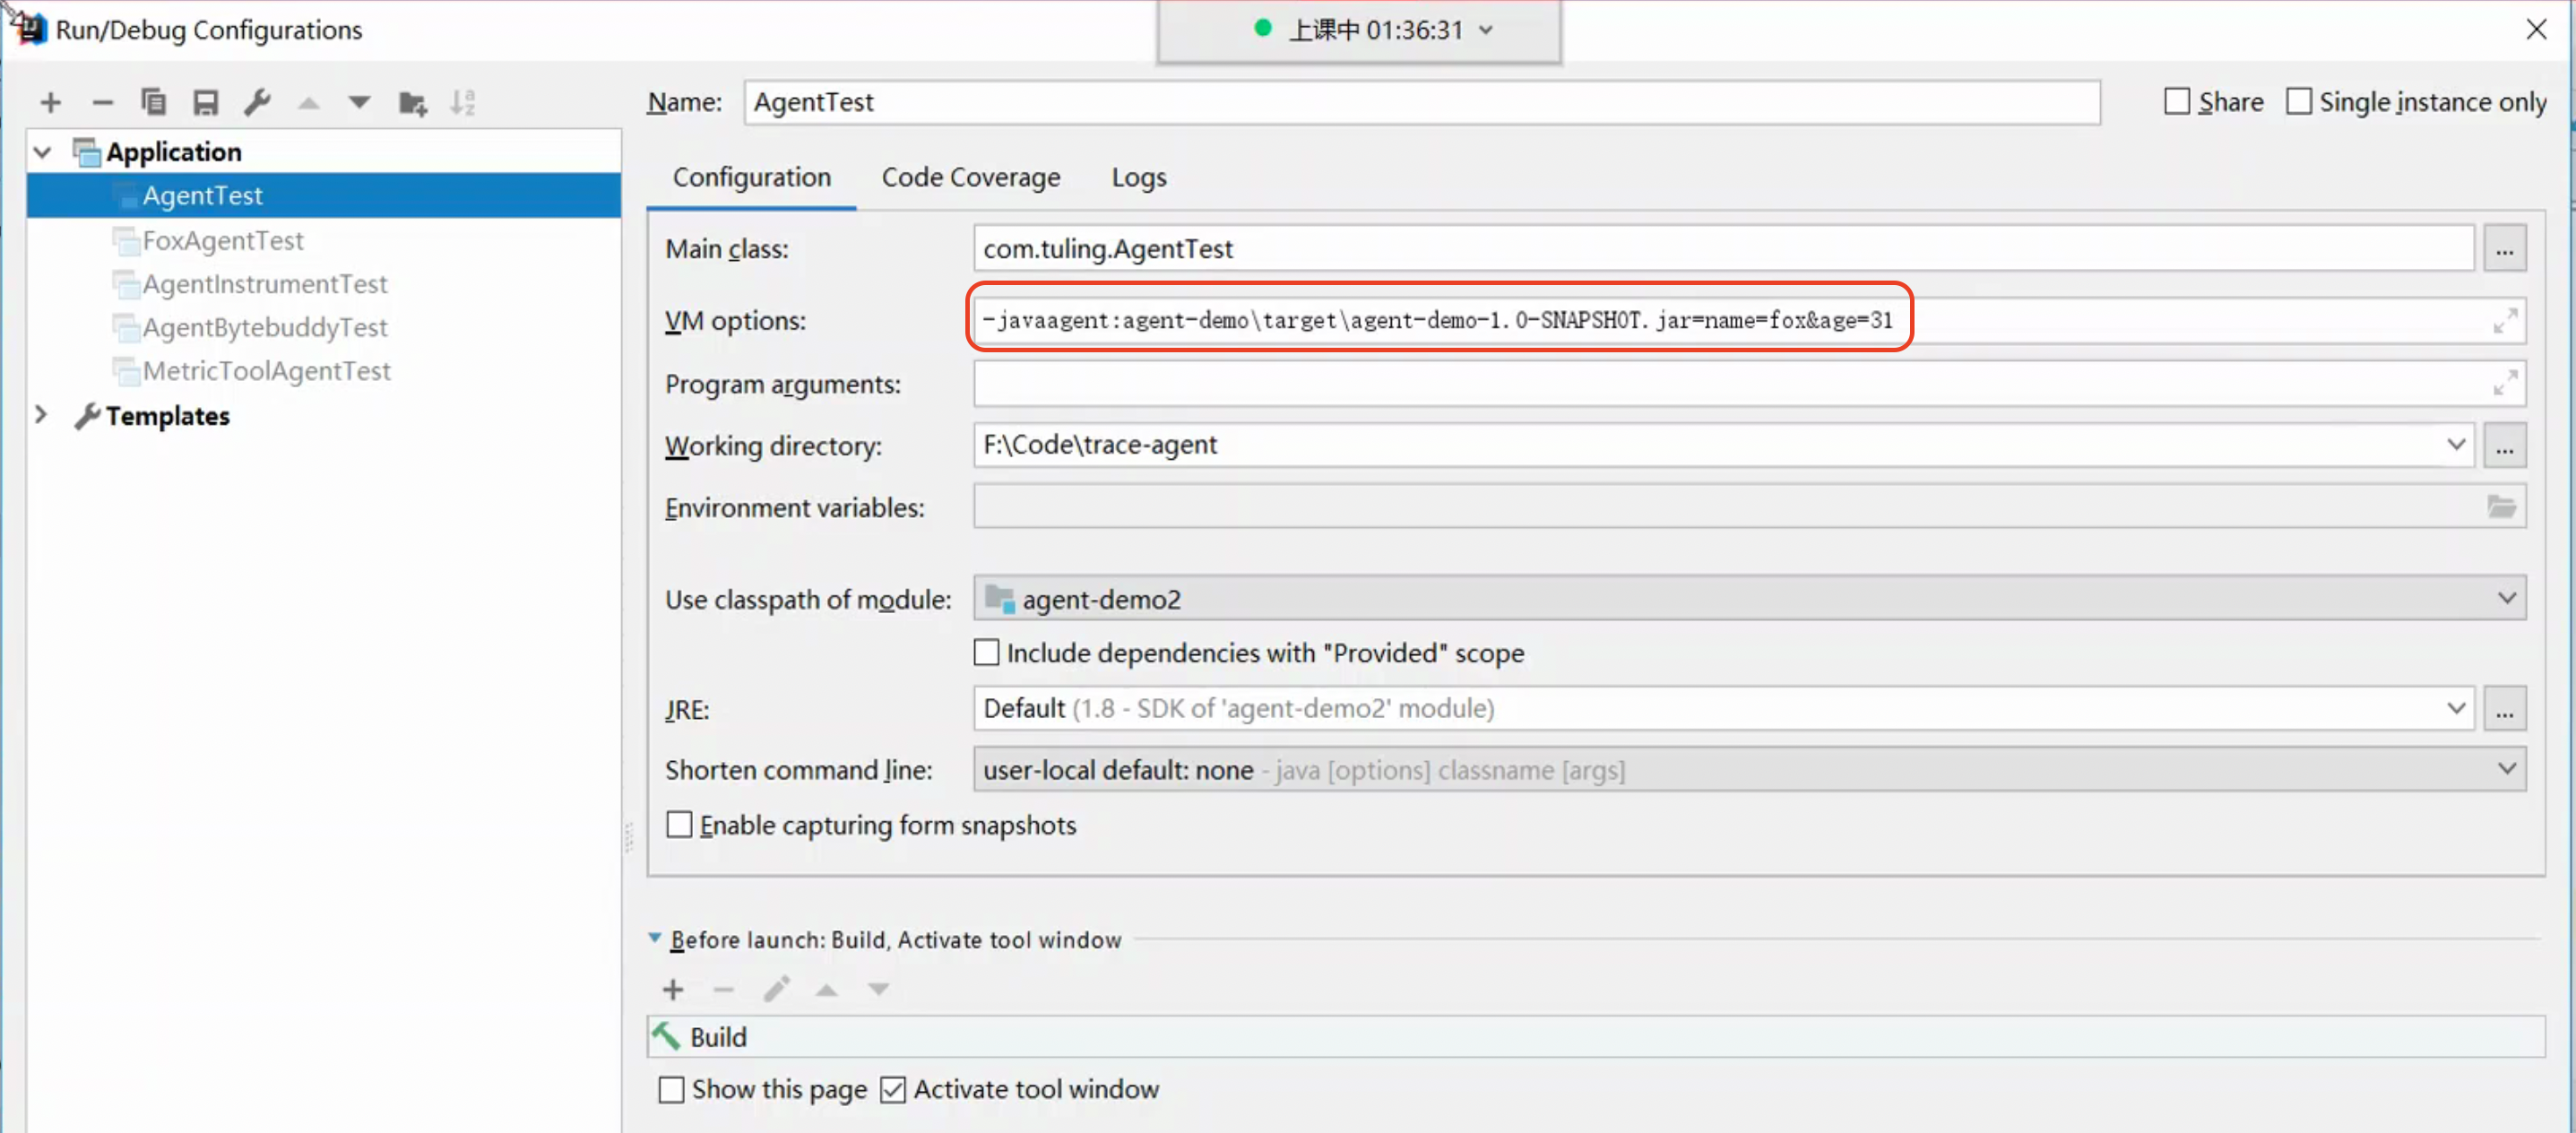 Run/Debug Configurations
上课中 01:36:31
Name: AgentTest
Share
Single instance only
Application
AgentTest
FoxAgentTest
AgentInstrumentTest
AgentBytebuddyTest
MetricToolAgentTest
Templates
Configuration Code Coverage Logs
Main class: com.tuling.AgentTest ...
VM options: -javaagent:agent-demo\target\agent-demo-1.0-SNAPSHOT.jar=name=fox&age=31
Program arguments:
Working directory: F:\Code\trace-agent ...
Environment variables:
Use classpath of module: agent-demo2
Include dependencies with "Provided" scope
JRE: Default (1.8 - SDK of 'agent-demo2' module) ...
Shorten command line: user-local default: none - java [options] classname [args]
Enable capturing form snapshots
Before launch: Build, Activate tool window
Build
Show this page Activate tool window